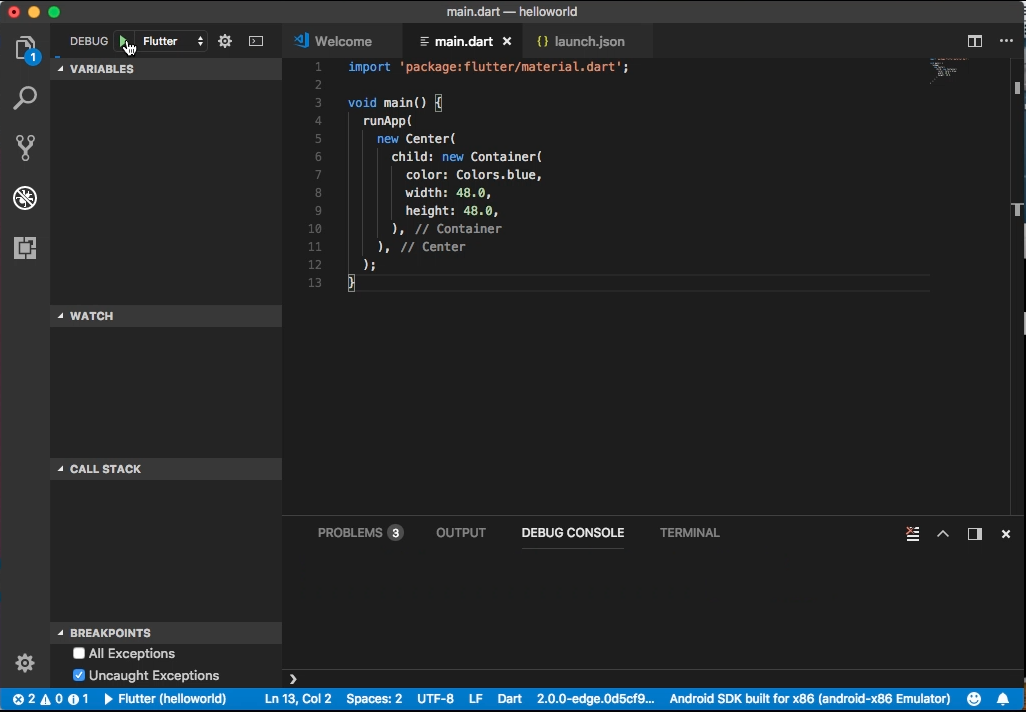 main.dart — helloworld
DEBUG Flutter
Welcome main.dart launch.json
1
VARIABLES
WATCH
CALL STACK
BREAKPOINTS
All Exceptions
Uncaught Exceptions
1 import 'package:flutter/material.dart';
2
3 void main() {
4 runApp(
5 new Center(
6 child: new Container(
7 color: Colors.blue,
8 width: 48.0,
9 height: 48.0,
10 ), // Container
11 ), // Center
12 );
13 }
PROBLEMS 3 OUTPUT DEBUG CONSOLE TERMINAL
2 0 1 Flutter (helloworld) Ln 13, Col 2 Spaces: 2 UTF-8 LF Dart 2.0.0-edge.0d5cf9... Android SDK built for x86 (android-x86 Emulator)